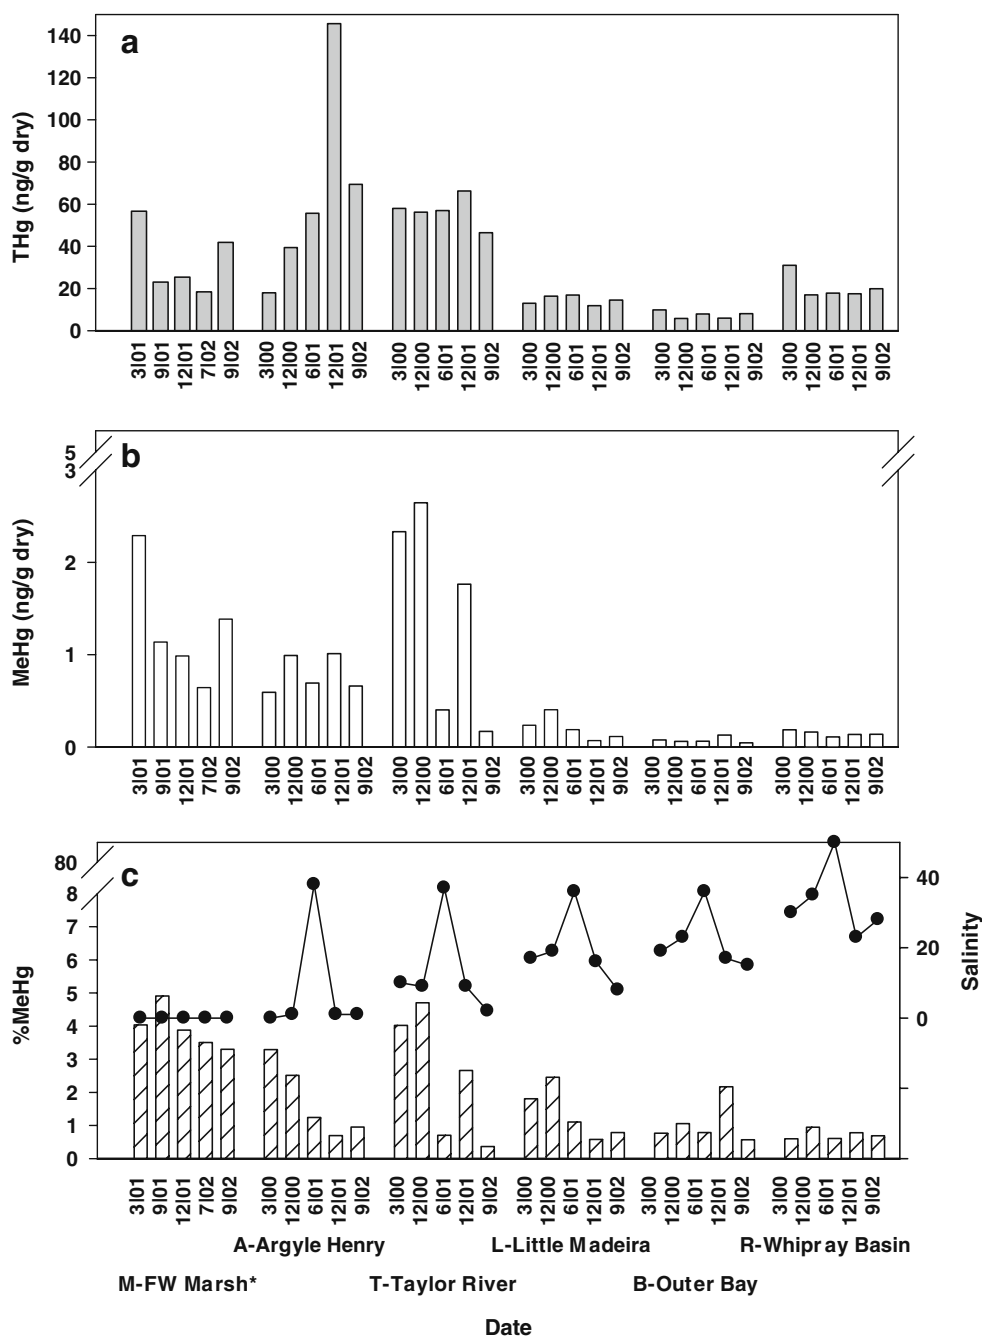 a
THg (ng/g dry)
140
120
100
80
60
40
20
0
3|01 9|01 12|01 7|02 9|02 3|00 12|00 6|01 12|01 9|02 3|00 12|00 6|01 12|01 9|02 3|00 12|00 6|01 12|01 9|02 3|00 12|00 6|01 12|01 9|02 3|00 12|00 6|01 12|01 9|02
b
MeHg (ng/g dry)
5
3
2
1
0
3|01 9|01 12|01 7|02 9|02 3|00 12|00 6|01 12|01 9|02 3|00 12|00 6|01 12|01 9|02 3|00 12|00 6|01 12|01 9|02 3|00 12|00 6|01 12|01 9|02 3|00 12|00 6|01 12|01 9|02
c
%MeHg
80
8
7
6
5
4
3
2
1
0
40
20
0
Salinity
3|01 9|01 12|01 7|02 9|02 3|00 12|00 6|01 12|01 9|02 3|00 12|00 6|01 12|01 9|02 3|00 12|00 6|01 12|01 9|02 3|00 12|00 6|01 12|01 9|02 3|00 12|00 6|01 12|01 9|02
A-Argyle Henry L-Little Madeira R-Whipray Basin
M-FW Marsh* T-Taylor River B-Outer Bay
Date